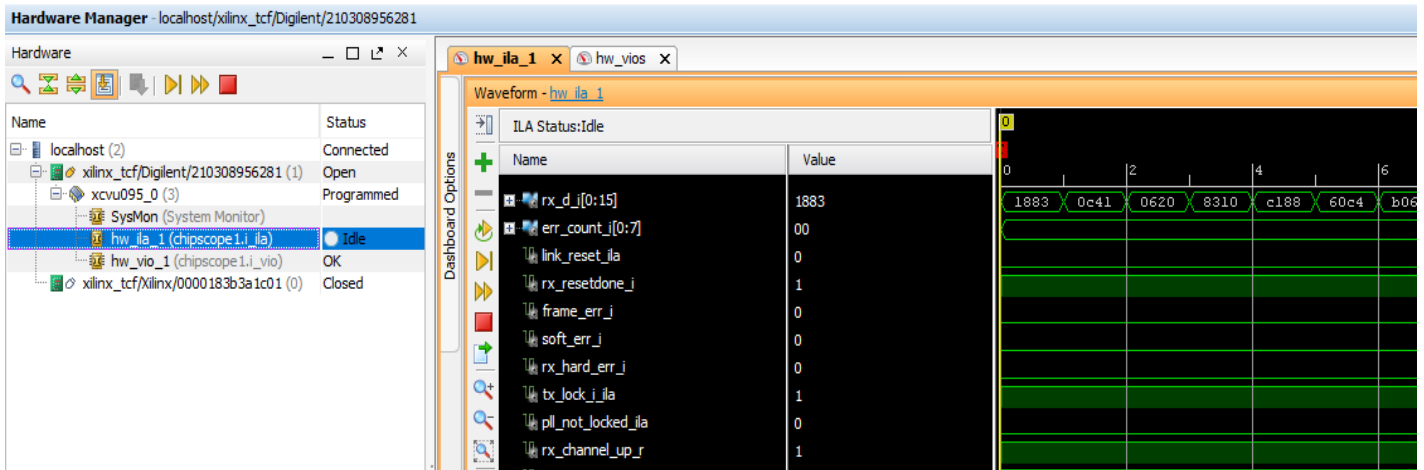 Hardware Manager - localhost/xilinx_tcf/Digilent/210308956281
Hardware
Name Status
localhost (2) Connected
xilinx_tcf/Digilent/210308956281 (1) Open
xcvu095_0 (3) Programmed
SysMon (System Monitor)
hw_ila_1 (chipscope1.i_ila) Idle
hw_vio_1 (chipscope1.i_vio) OK
xilinx_tcf/Xilinx/0000183b3a1c01 (0) Closed
hw_ila_1 hw_vios
Dashboard Options
Waveform - hw_ila_1
ILA Status:Idle
Name Value
0
0 2 4 6
rx_d_i[0:15] 1883 1883 0c41 0620 8310 c188 60c4 b06
err_count_i[0:7] 00
link_reset_ila 0
rx_resetdone_i 1
frame_err_i 0
soft_err_i 0
rx_hard_err_i 0
tx_lock_i_ila 1
pll_not_locked_ila 0
rx_channel_up_r 1